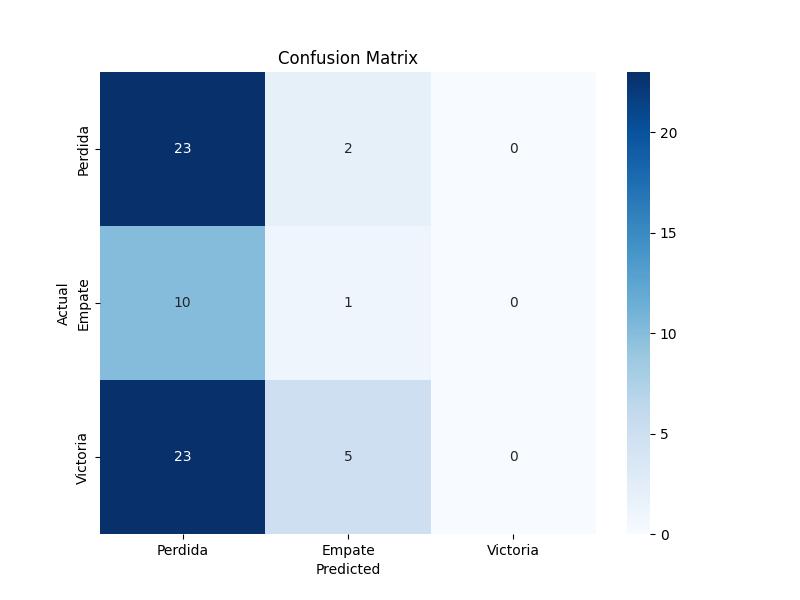 Confusion Matrix
Perdida
23
2
0
Actual
Empate
10
1
0
Victoria
23
5
0
Perdida
Empate
Victoria
Predicted
20
15
10
5
0